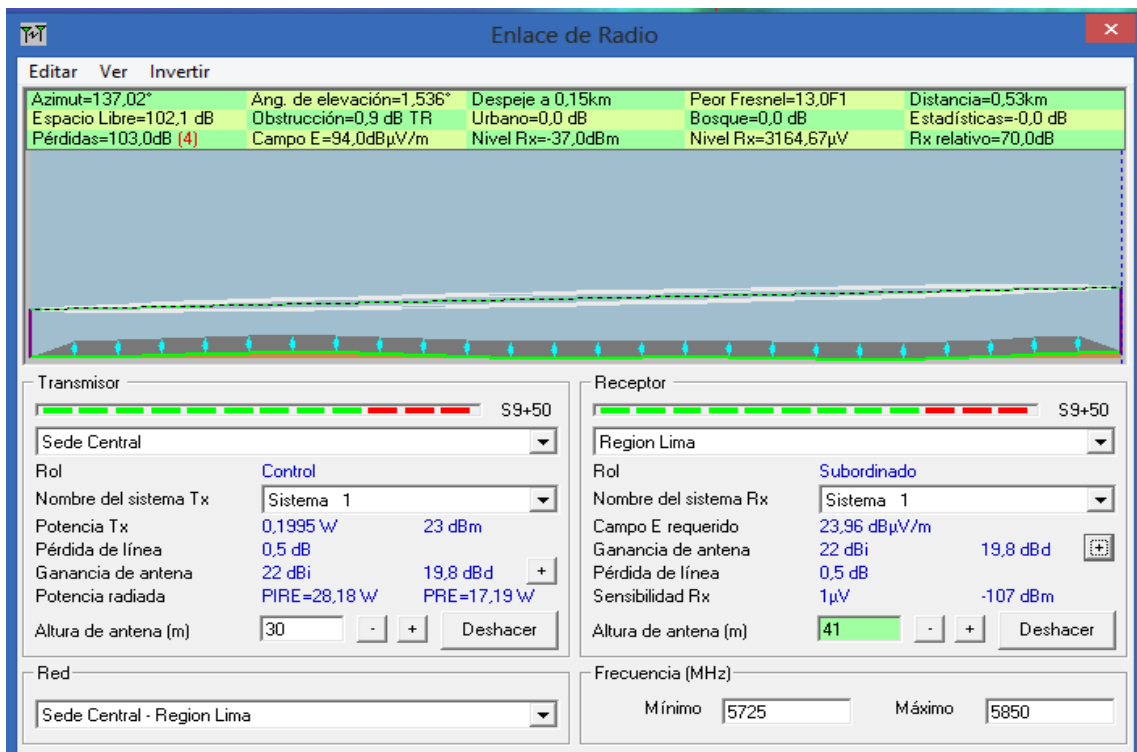 Enlace de Radio
Editar Ver Invertir
Azimut=137,02° Ang. de elevación=1,536° Despeje a 0,15km Peor Fresnel=13,0F1 Distancia=0,53km
Espacio Libre=102,1 dB Obstrucción=0,9 dB TR Urbano=0,0 dB Bosque=0,0 dB Estadísticas=-0,0 dB
Pérdidas=103,0dB (4) Campo E=94,0dBµV/m Nivel Rx=-37,0dBm Nivel Rx=3164,67µV Rx relativo=70,0dB
Transmisor
S9+50
Sede Central
Rol Control
Nombre del sistema Tx Sistema 1
Potencia Tx 0,1995 W 23 dBm
Pérdida de línea 0,5 dB
Ganancia de antena 22 dBi 19,8 dBd +
Potencia radiada PIRE=28,18 W PRE=17,19 W
Altura de antena (m) 30 - + Deshacer
Receptor
S9+50
Region Lima
Rol Subordinado
Nombre del sistema Rx Sistema 1
Campo E requerido 23,96 dBµV/m
Ganancia de antena 22 dBi 19,8 dBd +
Pérdida de línea 0,5 dB
Sensibilidad Rx 1µV -107 dBm
Altura de antena (m) 41 - + Deshacer
Red
Sede Central - Region Lima
Frecuencia (MHz)
Mínimo 5725 Máximo 5850